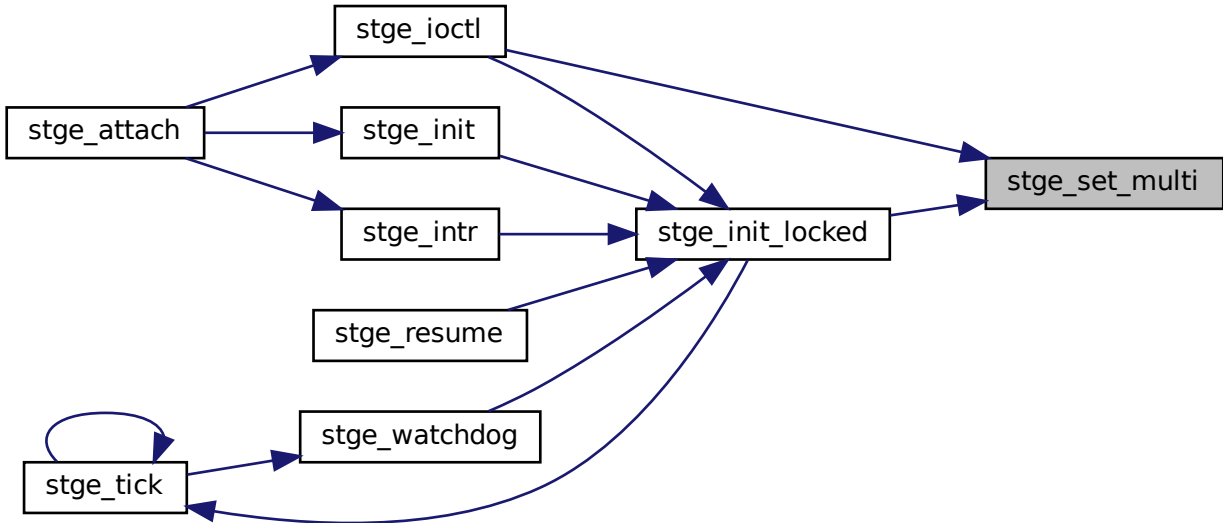 stge_ioctl
stge_attach
stge_init
stge_set_multi
stge_intr
stge_init_locked
stge_resume
stge_watchdog
stge_tick